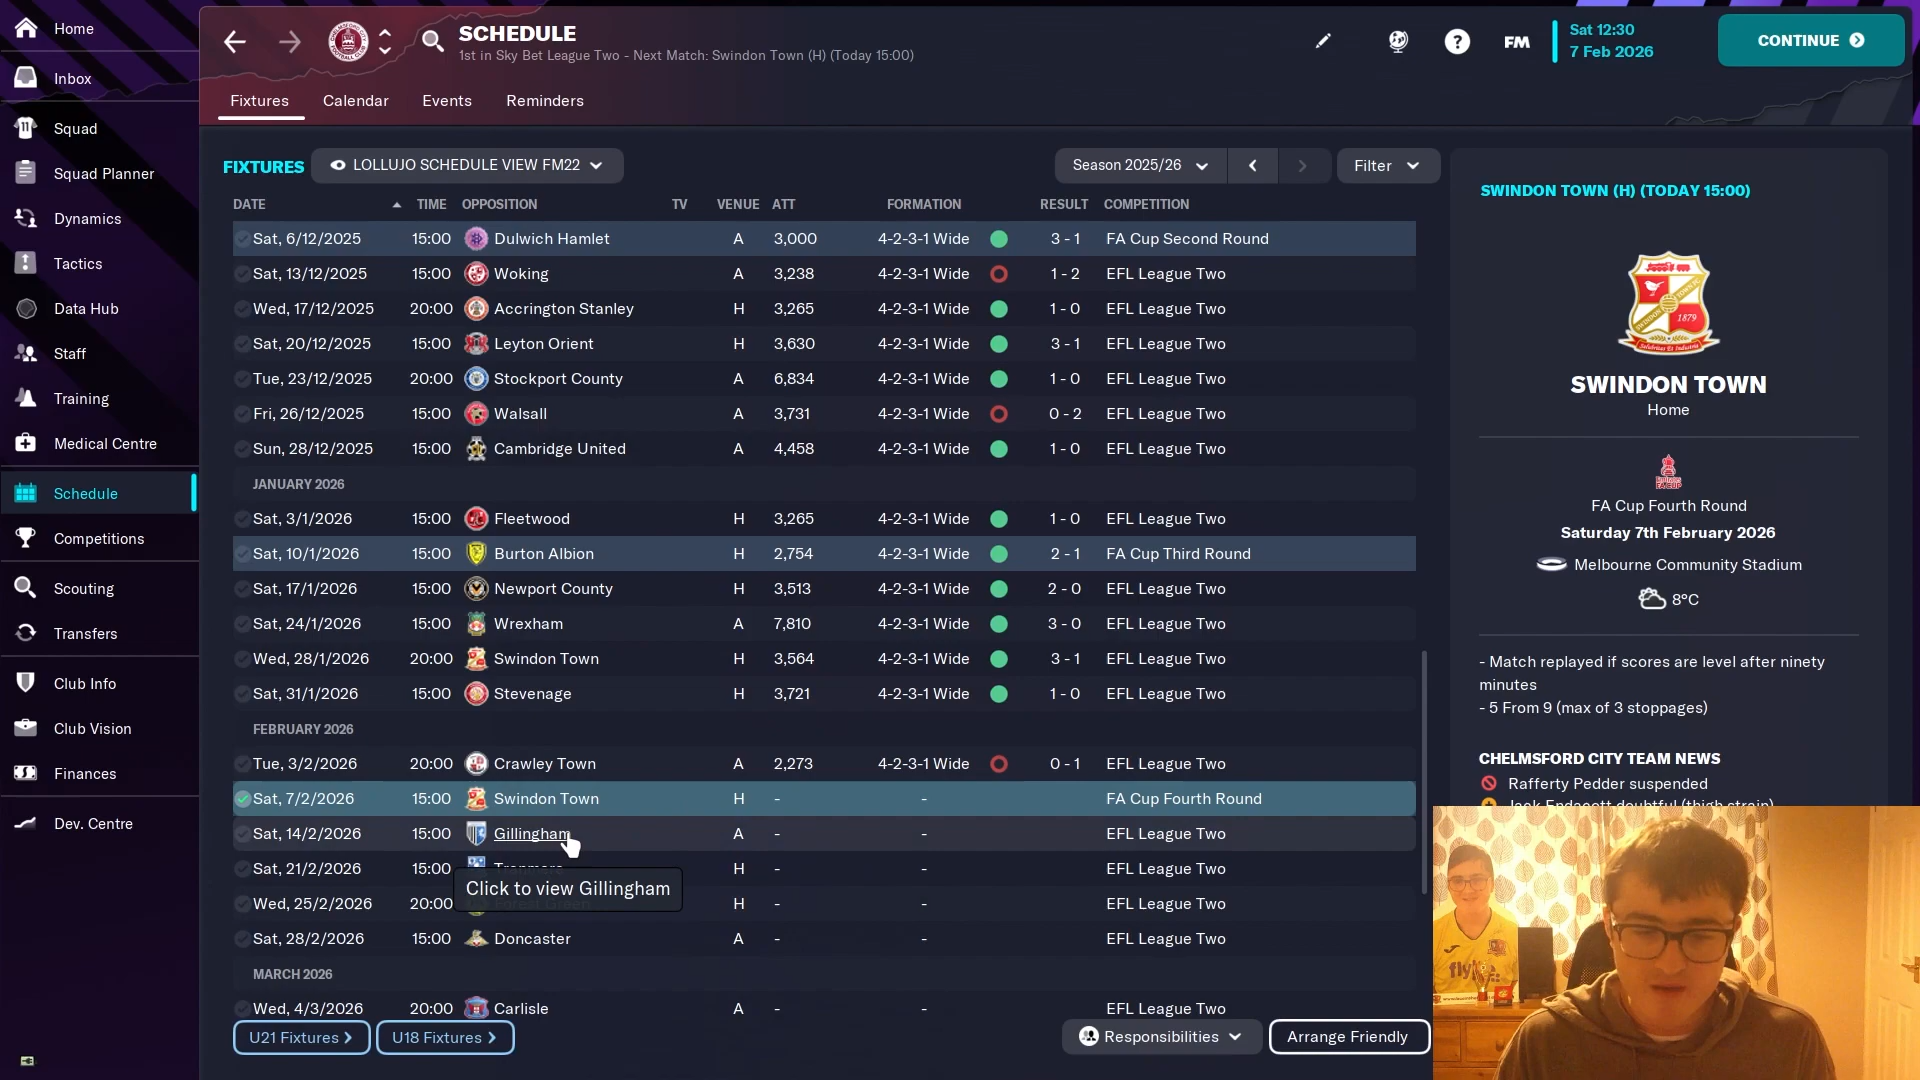 Home
Inbox
Squad
Squad Planner
Dynamics
Tactics
Data Hub
Staff
Training
Medical Centre
Schedule
Competitions
Scouting
Transfers
Club Info
Club Vision
Finances
Dev. Centre
SCHEDULE
1st in Sky Bet League Two - Next Match: Swindon Town (H) (Today 15:00)
? FM
Sat 12:30
7 Feb 2026
CONTINUE
Fixtures Calendar Events Reminders
FIXTURES LOLLUJO SCHEDULE VIEW FM22 Season 2025/26 Filter
DATE TIME OPPOSITION TV VENUE ATT FORMATION RESULT COMPETITION
Sat, 6/12/2025 15:00 Dulwich Hamlet A 3,000 4-2-3-1 Wide 3 - 1 FA Cup Second Round
Sat, 13/12/2025 15:00 Woking A 3,238 4-2-3-1 Wide 1 - 2 EFL League Two
Wed, 17/12/2025 20:00 Accrington Stanley H 3,265 4-2-3-1 Wide 1 - 0 EFL League Two
Sat, 20/12/2025 15:00 Leyton Orient H 3,630 4-2-3-1 Wide 3 - 1 EFL League Two
Tue, 23/12/2025 20:00 Stockport County A 6,834 4-2-3-1 Wide 1 - 0 EFL League Two
Fri, 26/12/2025 15:00 Walsall A 3,731 4-2-3-1 Wide 0 - 2 EFL League Two
Sun, 28/12/2025 15:00 Cambridge United A 4,458 4-2-3-1 Wide 1 - 0 EFL League Two
JANUARY 2026
Sat, 3/1/2026 15:00 Fleetwood H 3,265 4-2-3-1 Wide 1 - 0 EFL League Two
Sat, 10/1/2026 15:00 Burton Albion H 2,754 4-2-3-1 Wide 2 - 1 FA Cup Third Round
Sat, 17/1/2026 15:00 Newport County H 3,513 4-2-3-1 Wide 2 - 0 EFL League Two
Sat, 24/1/2026 15:00 Wrexham A 7,810 4-2-3-1 Wide 3 - 0 EFL League Two
Wed, 28/1/2026 20:00 Swindon Town H 3,564 4-2-3-1 Wide 3 - 1 EFL League Two
Sat, 31/1/2026 15:00 Stevenage H 3,721 4-2-3-1 Wide 1 - 0 EFL League Two
FEBRUARY 2026
Tue, 3/2/2026 20:00 Crawley Town A 2,273 4-2-3-1 Wide 0 - 1 EFL League Two
Sat, 7/2/2026 15:00 Swindon Town H - - FA Cup Fourth Round
Sat, 14/2/2026 15:00 Gillingham A - - EFL League Two
Sat, 21/2/2026 15:00 Tranmere H - - EFL League Two
Click to view Gillingham
Wed, 25/2/2026 20:00 Forest Green H - - EFL League Two
Sat, 28/2/2026 15:00 Doncaster A - - EFL League Two
MARCH 2026
Wed, 4/3/2026 20:00 Carlisle A - - EFL League Two
U21 Fixtures U18 Fixtures Responsibilities Arrange Friendly
SWINDON TOWN (H) (TODAY 15:00)
SWINDON TOWN
Home
FA Cup Fourth Round
Saturday 7th February 2026
Melbourne Community Stadium
8°C
- Match replayed if scores are level after ninety
minutes
- 5 From 9 (max of 3 stoppages)
CHELMSFORD CITY TEAM NEWS
Rafferty Pedder suspended
Jack Endacott doubtful (thigh strain)